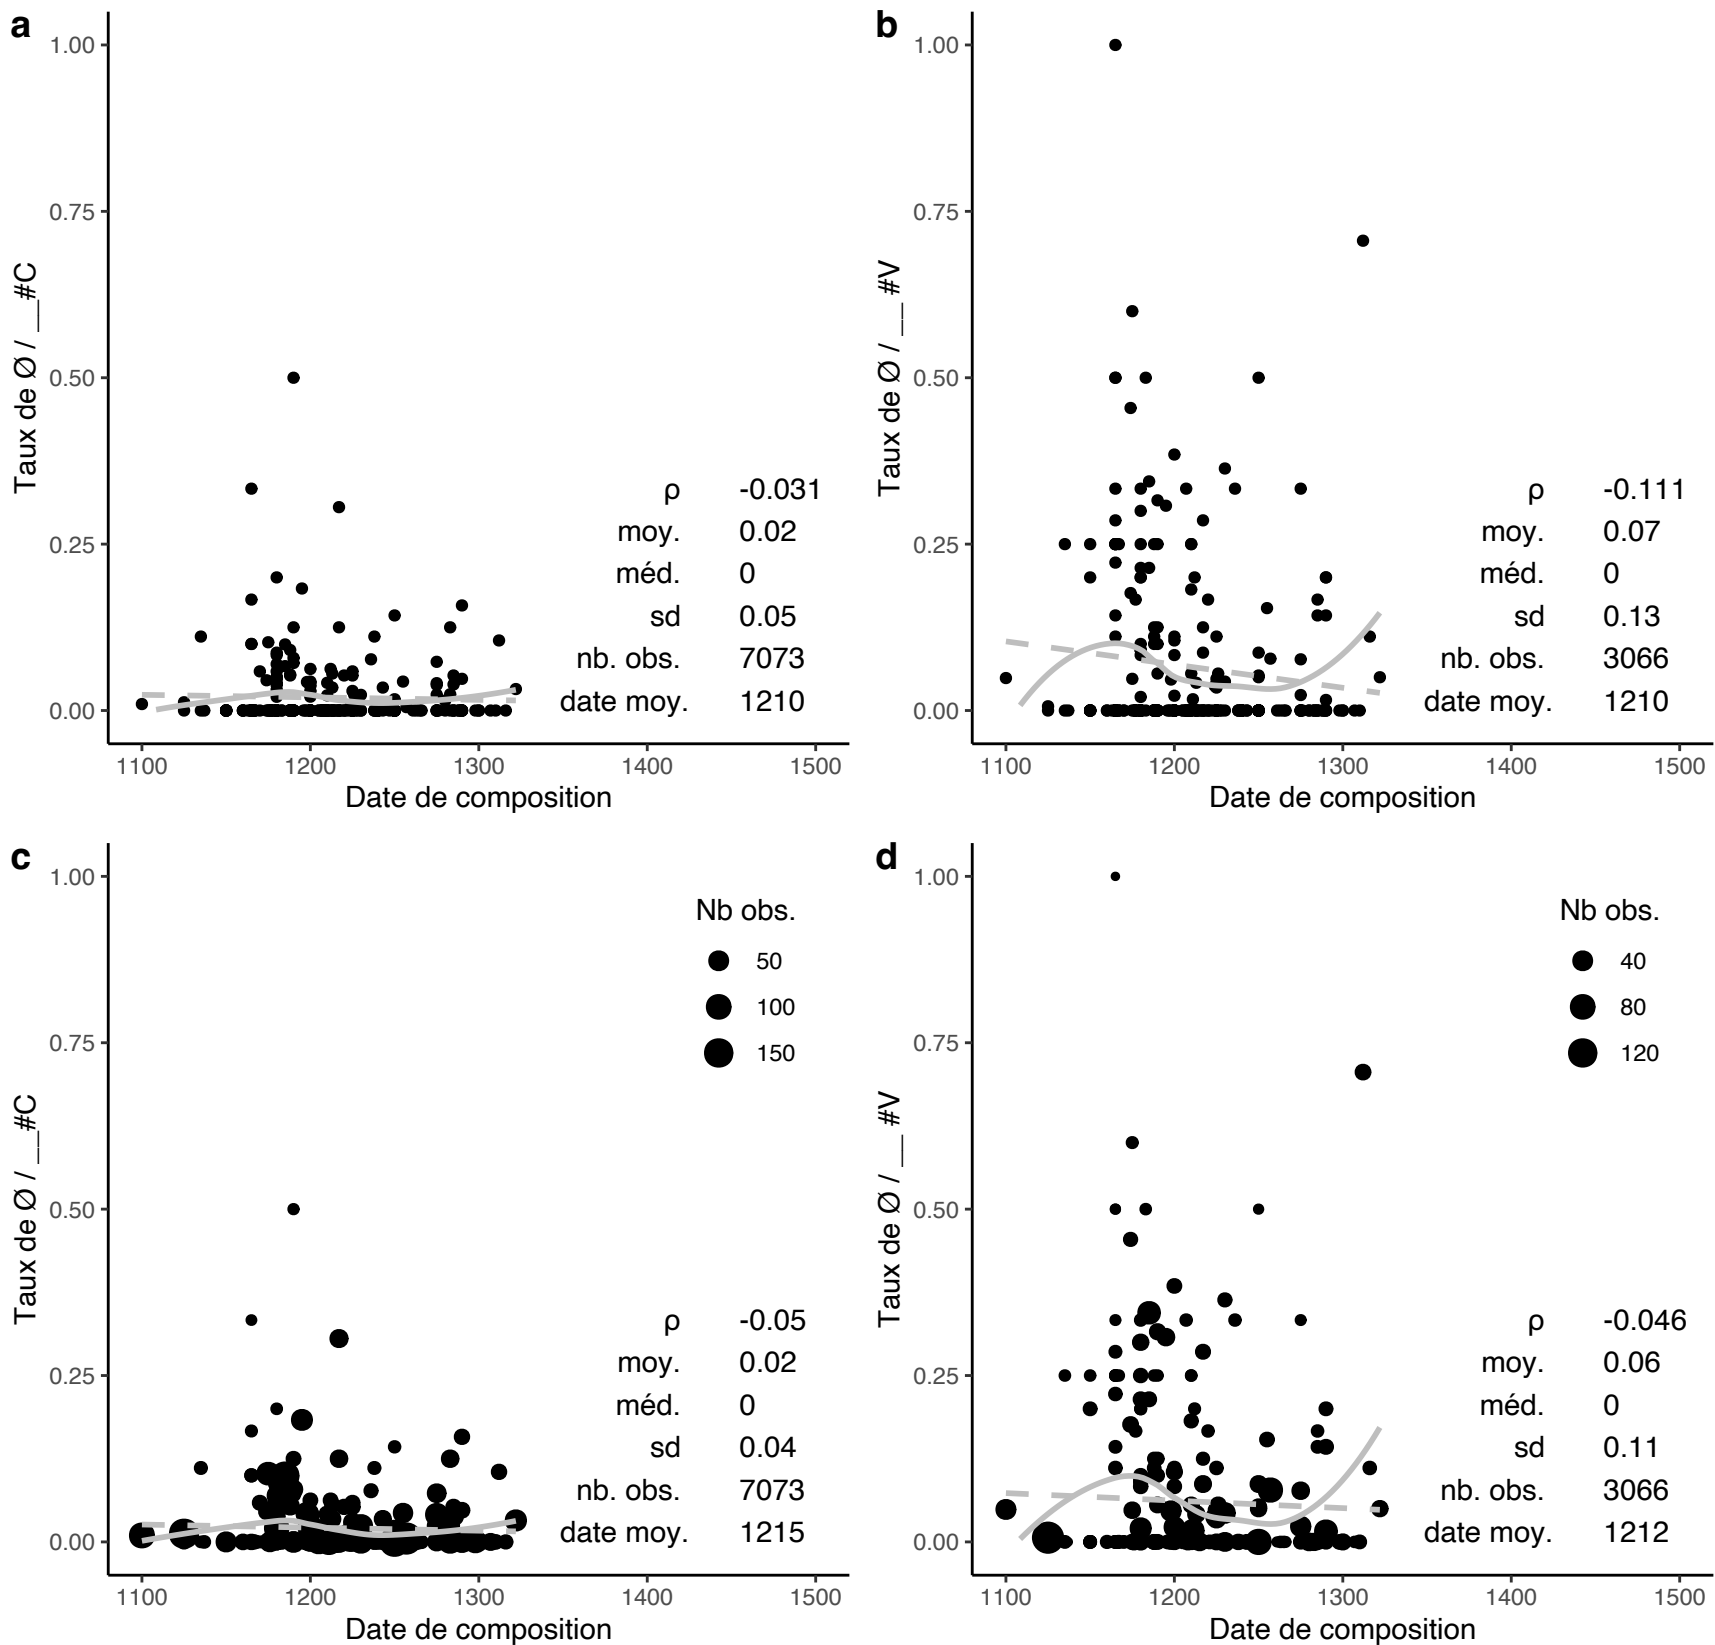 a
1.00
0.75
0.50
0.25
0.00
Taux de Ø / __#C
ρ -0.031
moy. 0.02
méd. 0
sd 0.05
nb. obs. 7073
date moy. 1210
1100 1200 1300 1400 1500
Date de composition
b
1.00
0.75
0.50
0.25
0.00
Taux de Ø / __ #V
ρ -0.111
moy. 0.07
méd. 0
sd 0.13
nb. obs. 3066
date moy. 1210
1100 1200 1300 1400 1500
Date de composition
c
1.00
0.75
0.50
0.25
0.00
Taux de Ø / __#C
Nb obs.
50
100
150
ρ -0.05
moy. 0.02
méd. 0
sd 0.04
nb. obs. 7073
date moy. 1215
1100 1200 1300 1400 1500
Date de composition
d
1.00
0.75
0.50
0.25
0.00
Taux de Ø / __ #V
Nb obs.
40
80
120
ρ -0.046
moy. 0.06
méd. 0
sd 0.11
nb. obs. 3066
date moy. 1212
1100 1200 1300 1400 1500
Date de composition